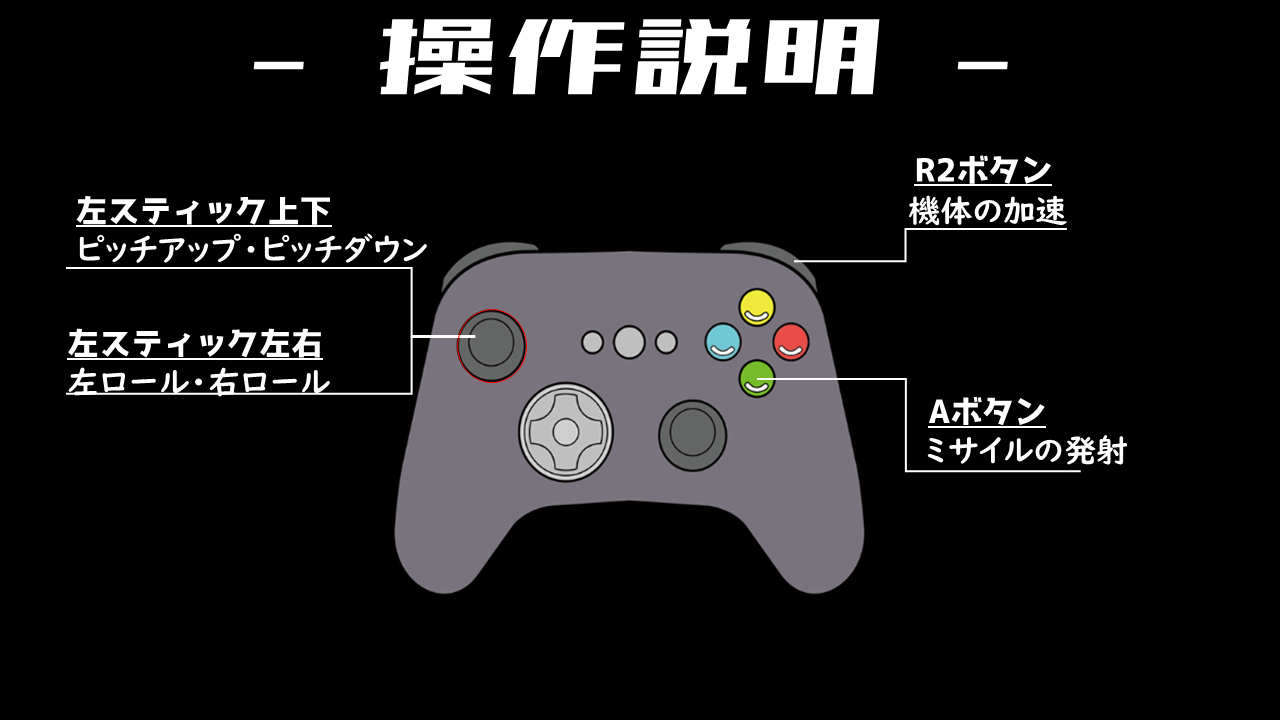 - 操作説明 -
左スティック上下
ピッチアップ・ピッチダウン
左スティック左右
左ロール・右ロール
R2ボタン
機体の加速
Aボタン
ミサイルの発射